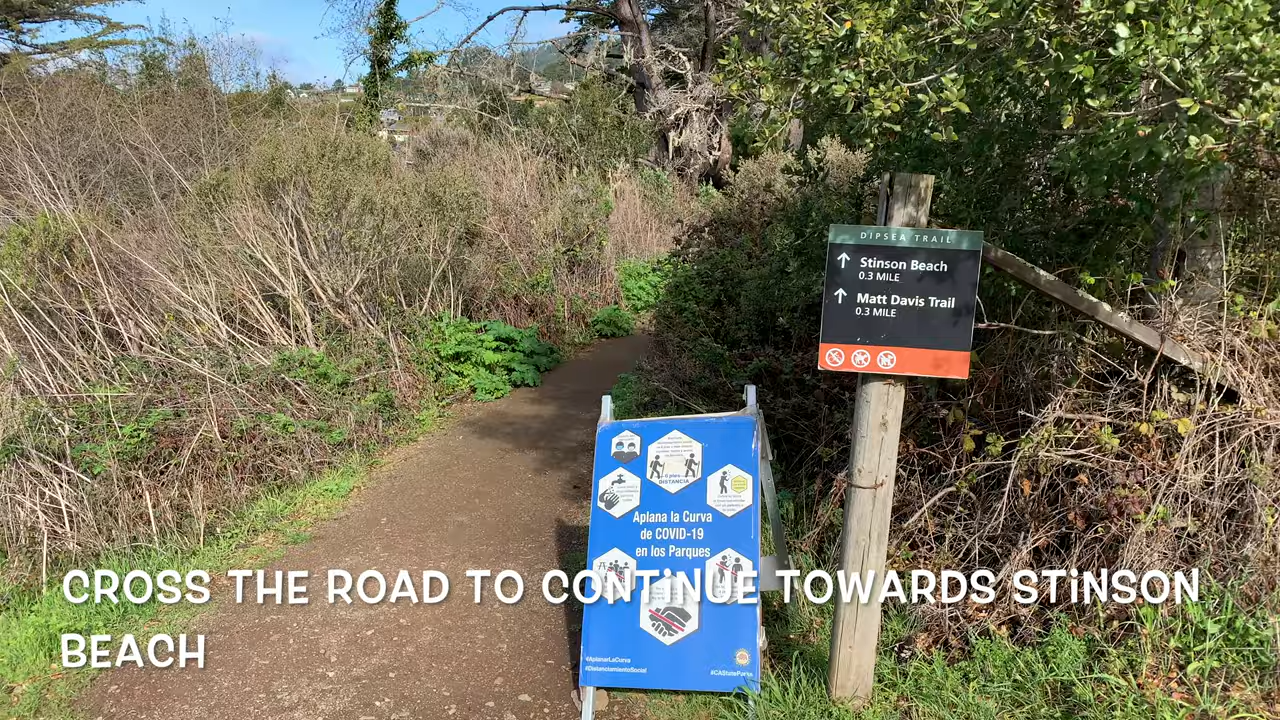 DIPSEA TRAIL
Stinson Beach
0.3 MILE
Matt Davis Trail
0.3 MILE
DISTANCIA
Aplana la Curva
de COVID-19
en los Parques
CROSS THE ROAD TO CONTINUE TOWARDS STINSON
BEACH
#AplanarLaCurva
#DistanciamientoSocial
#CAStateParks